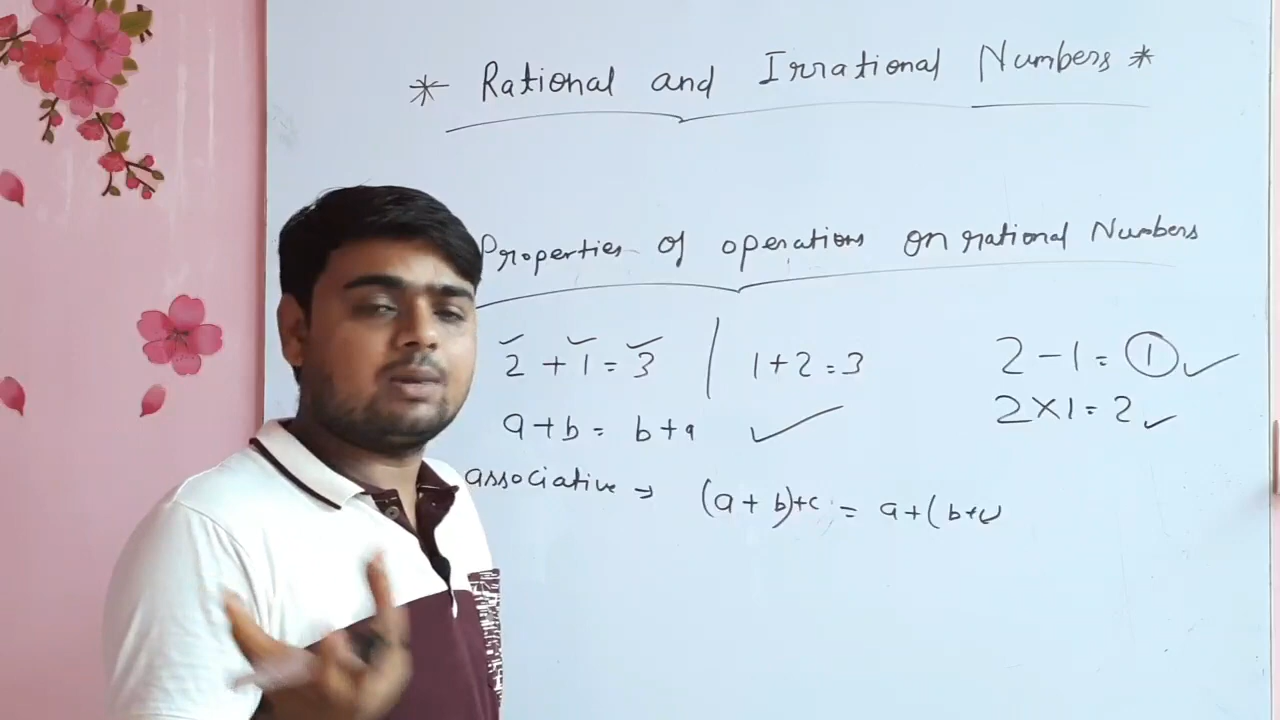 * Rational and Irrational Numbers *
Properties of operations on rational Numbers
2 + 1 = 3 | 1 + 2 = 3
2 - 1 = 1 ✓
a + b = b + a ✓
2 × 1 = 2 ✓
associative → (a + b) + c = a + (b + c